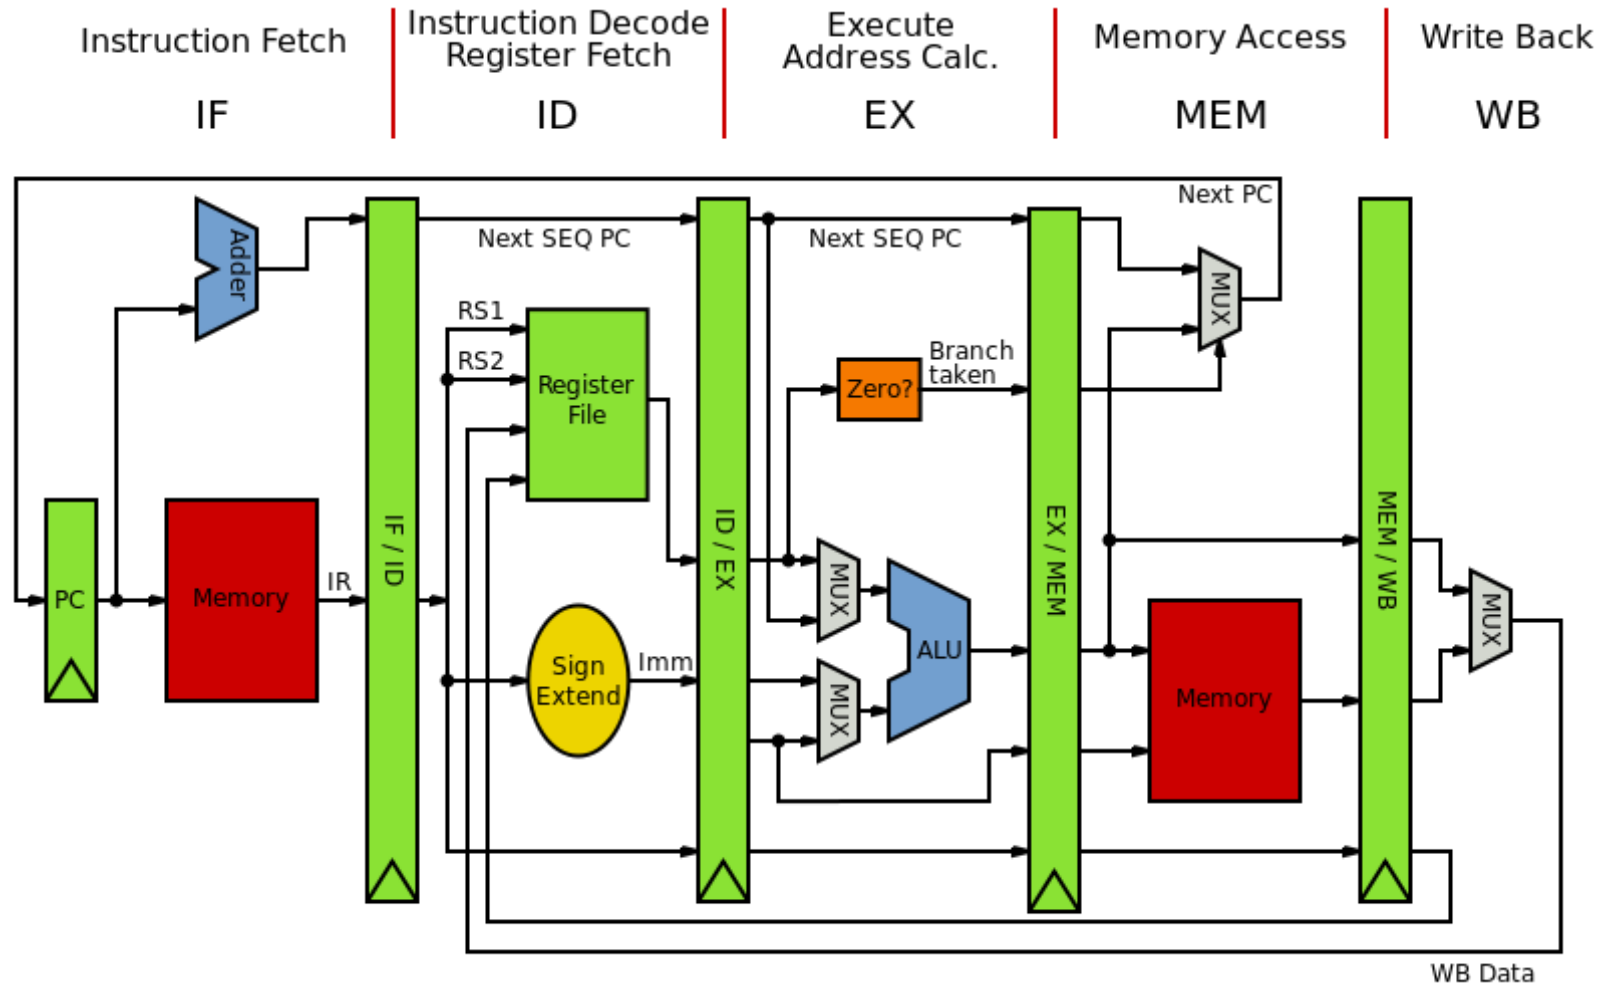 Instruction Fetch
IF
Instruction Decode
Register Fetch
ID
Execute
Address Calc.
EX
Memory Access
MEM
Write Back
WB
Next PC
Adder
Next SEQ PC
Next SEQ PC
MUX
RS1
RS2
Register
File
Branch
taken
Zero?
PC
Memory
IR
IF / ID
Sign
Extend
Imm
ID / EX
MUX
MUX
ALU
EX / MEM
Memory
MEM / WB
MUX
WB Data